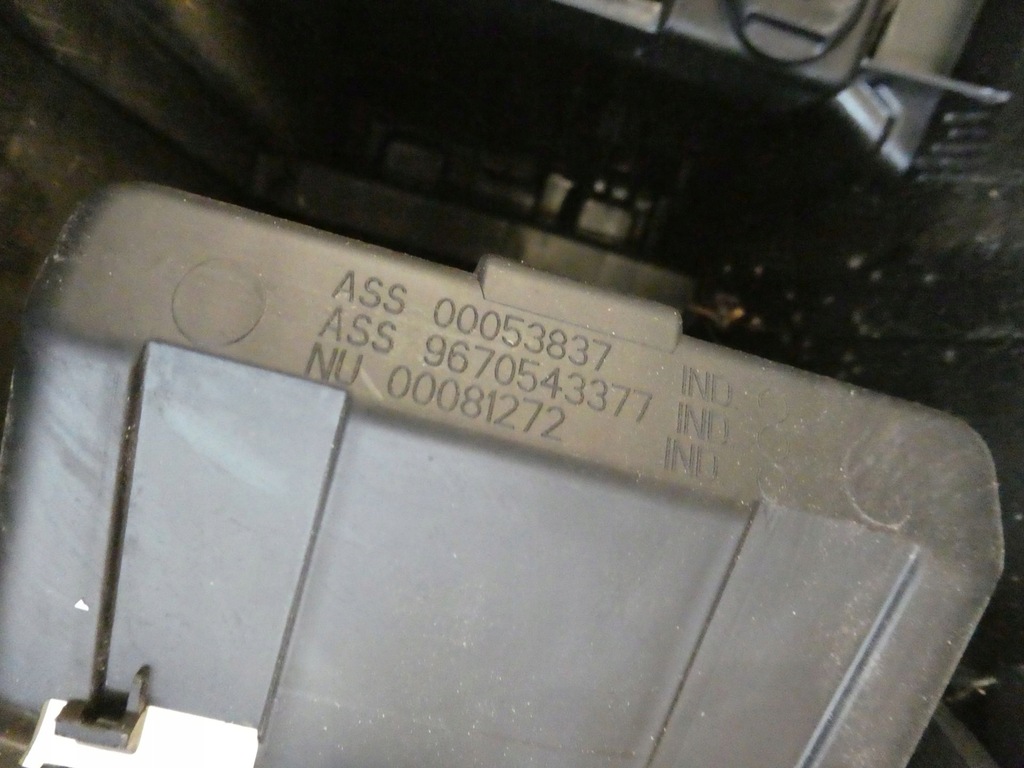 ASS 00053837 IND.
ASS 9670543377 IND.
NU 00081272 IND.